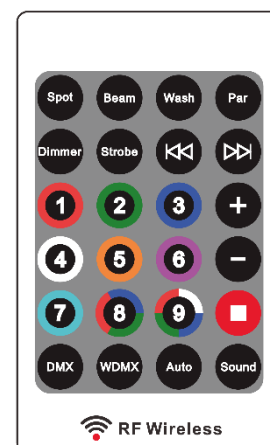 Spot Beam Wash Par
Dimmer Strobe
1 2 3 +
4 5 6 -
7 8 9
DMX WDMX Auto Sound
RF Wireless